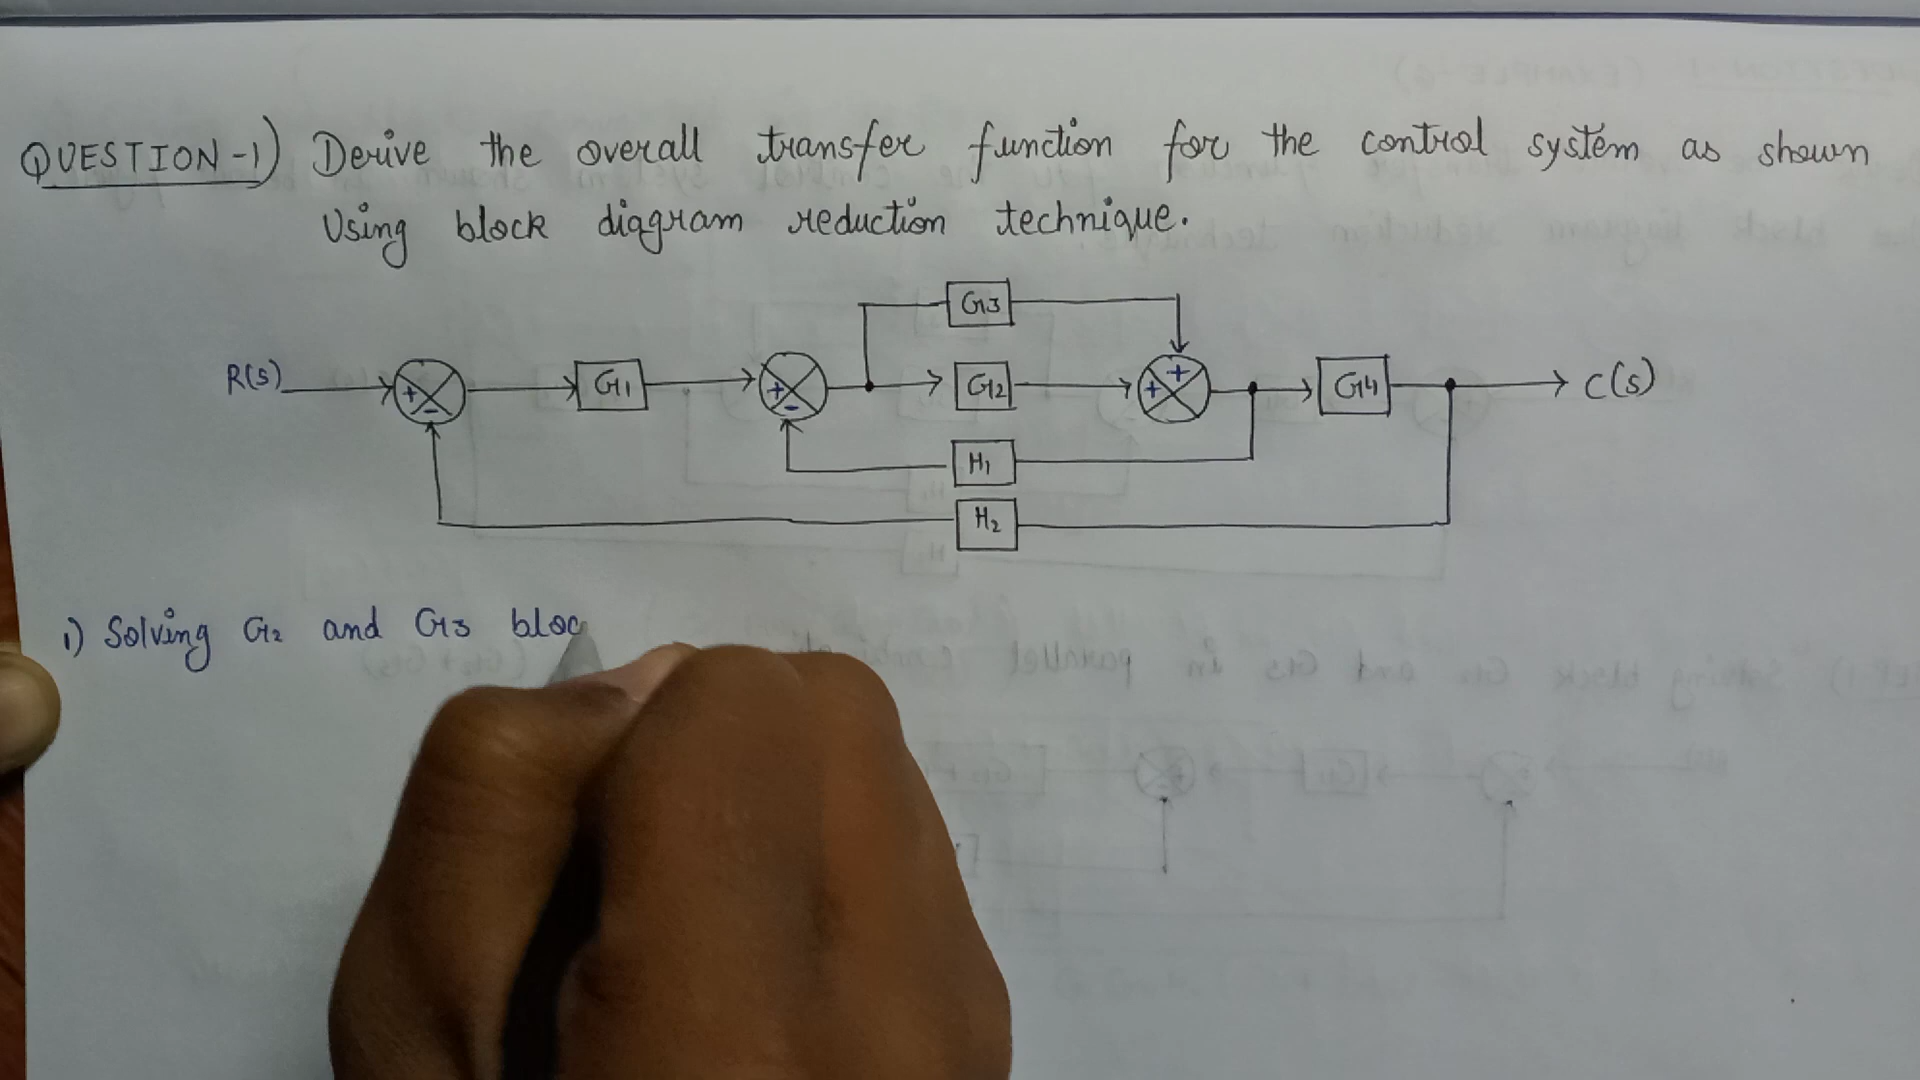 QUESTION-1) Derive the overall transfer function for the control system as shown
Using block diagram reduction technique.
G3
R(s) + - G1 + - G2 + + G4 C(s)
H1
H2
1) Solving G2 and G3 bloc